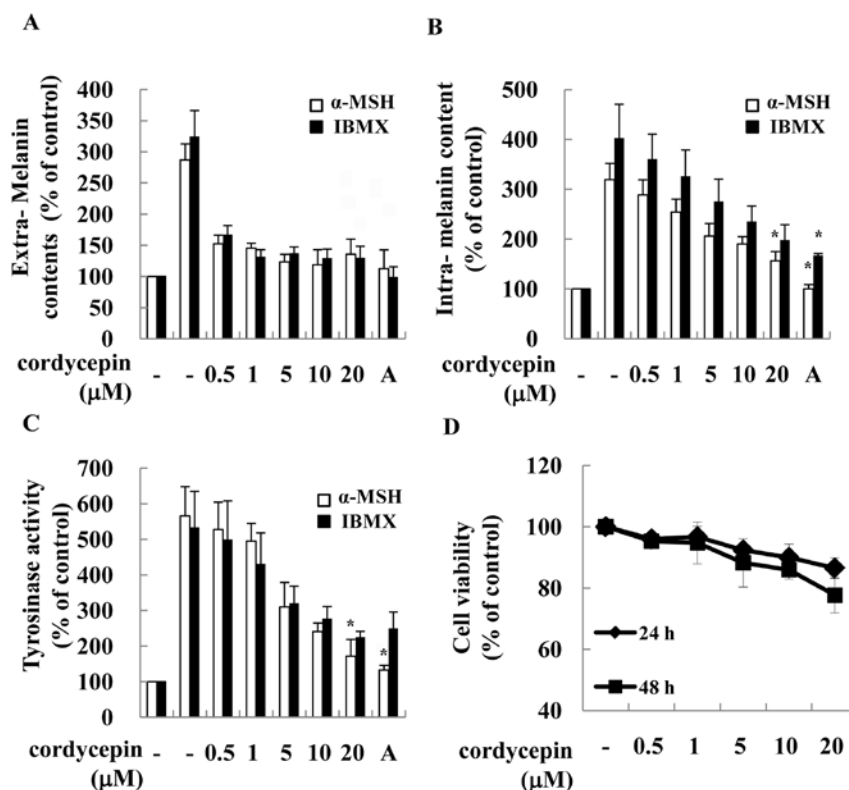 A
Extra- Melanin
contents (% of control)
400
350
300
250
200
150
100
50
0
α-MSH
IBMX
cordycepin
(μM)
- - 0.5 1 5 10 20 A
B
Intra- melanin content
(% of control)
500
400
300
200
100
0
α-MSH
IBMX
* * *
cordycepin
(μM)
- - 0.5 1 5 10 20 A
C
Tyrosinase activity
(% of control)
700
600
500
400
300
200
100
0
α-MSH
IBMX
* *
cordycepin
(μM)
- - 0.5 1 5 10 20 A
D
Cell viability
(% of control)
120
100
80
60
40
24 h
48 h
cordycepin
(μM)
- 0.5 1 5 10 20